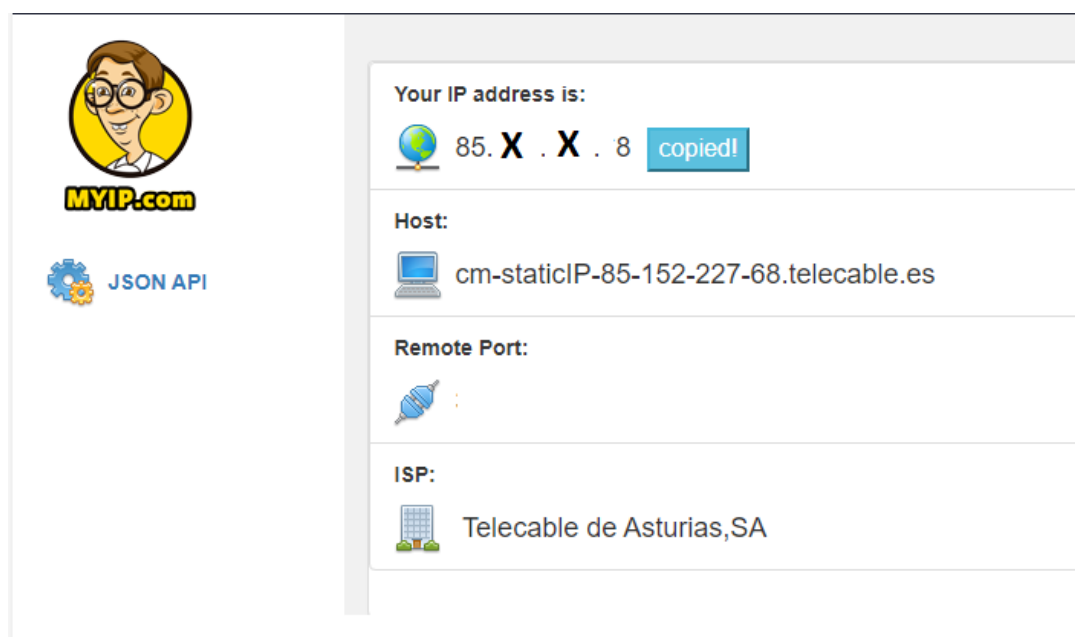 MYIP.com
JSON API
Your IP address is:
85. X . X . 8 copied!
Host:
cm-staticIP-85-152-227-68.telecable.es
Remote Port:
ISP:
Telecable de Asturias,SA